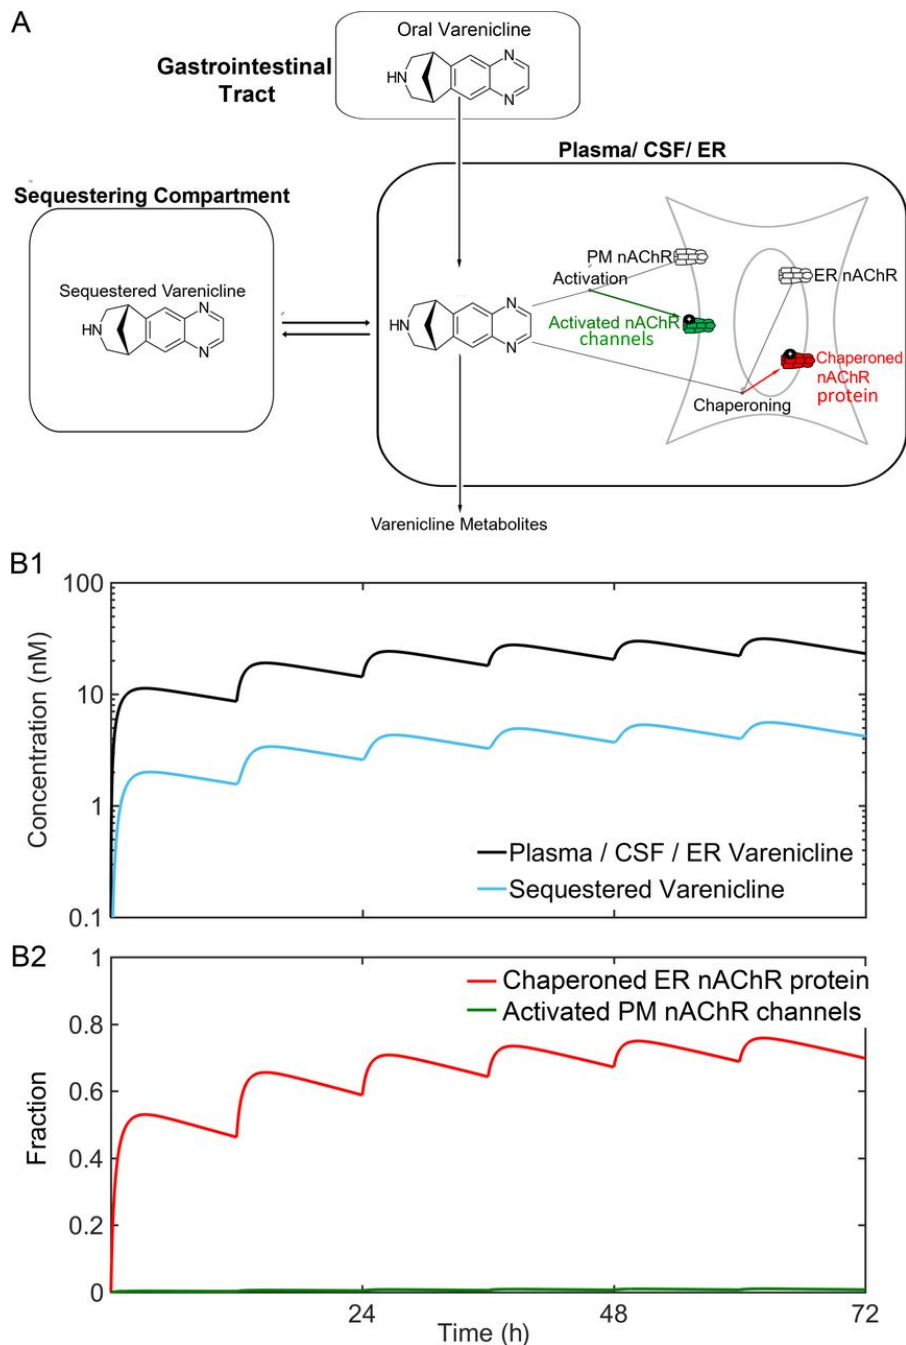 A
Oral Varenicline
HN
N
N
Gastrointestinal
Tract
Plasma/ CSF/ ER
Sequestering Compartment
Sequestered Varenicline
HN
N
N
HN
N
N
PM nAChR
Activation
ER nAChR
Activated nAChR
channels
Chaperoned
nAChR
protein
Chaperoning
Varenicline Metabolites
B1
Concentration (nM)
100
10
1
0.1
Plasma / CSF / ER Varenicline
Sequestered Varenicline
B2
Fraction
1
0.8
0.6
0.4
0.2
0
Chaperoned ER nAChR protein
Activated PM nAChR channels
24
48
72
Time (h)